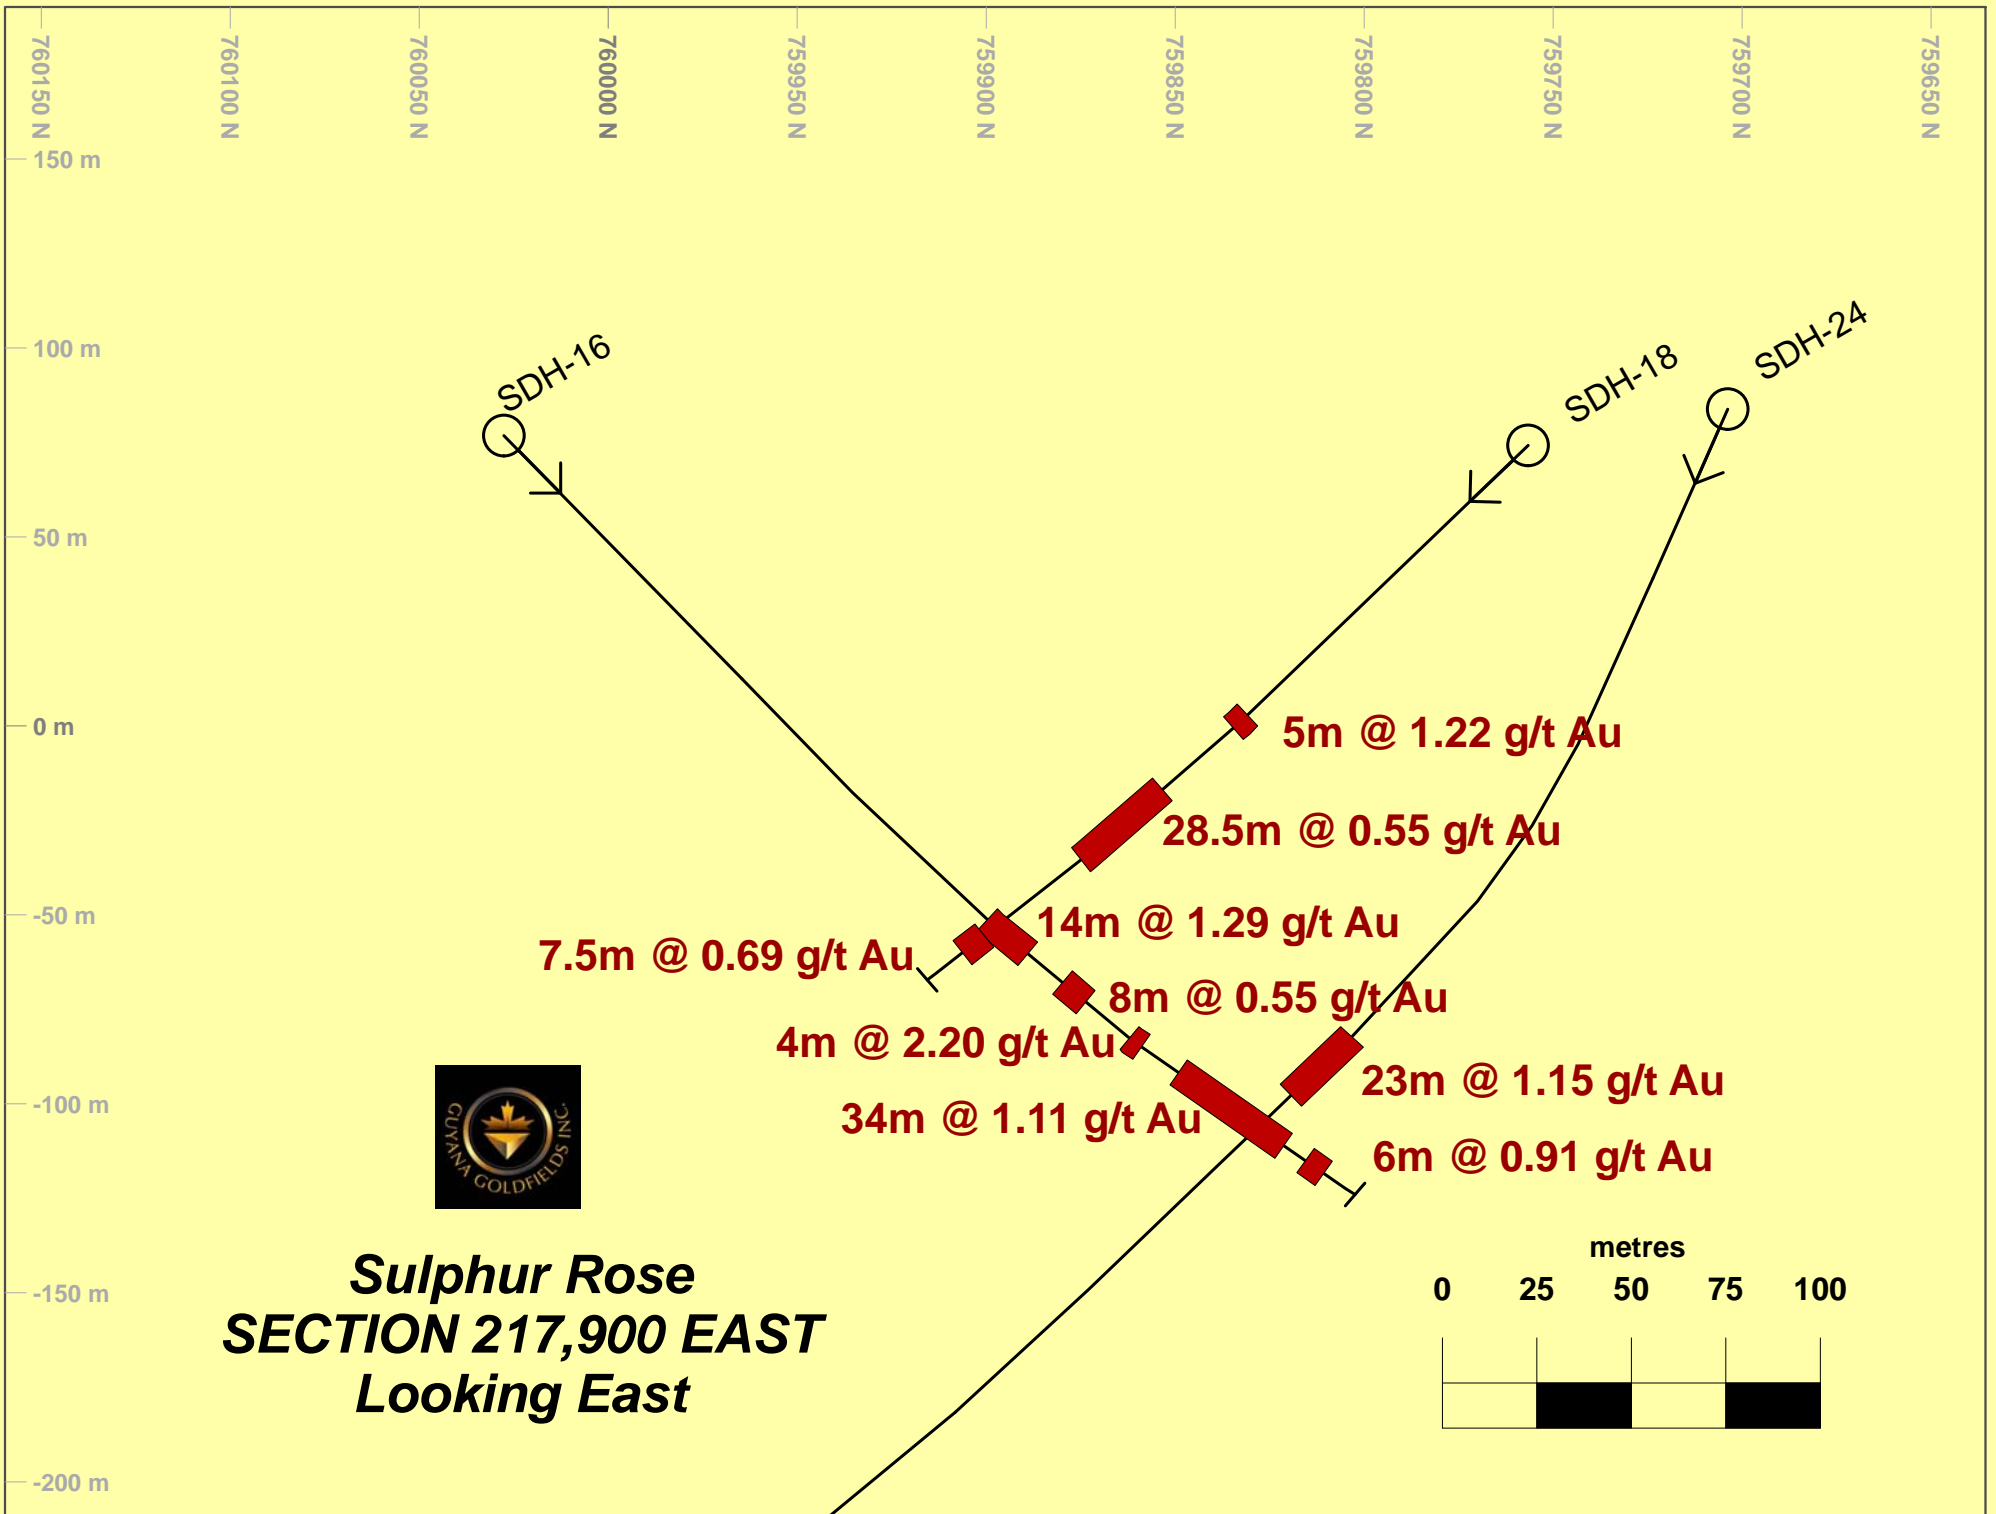 760150 N
760100 N
760050 N
760000 N
759950 N
759900 N
759850 N
759800 N
759750 N
759700 N
759650 N
150 m
100 m
50 m
0 m
-50 m
-100 m
-150 m
-200 m
SDH-16
SDH-18
SDH-24
5m @ 1.22 g/t Au
28.5m @ 0.55 g/t Au
14m @ 1.29 g/t Au
7.5m @ 0.69 g/t Au
8m @ 0.55 g/t Au
4m @ 2.20 g/t Au
23m @ 1.15 g/t Au
34m @ 1.11 g/t Au
6m @ 0.91 g/t Au
GUYANA GOLDFIELDS INC.
Sulphur Rose
SECTION 217,900 EAST
Looking East
metres
0 25 50 75 100